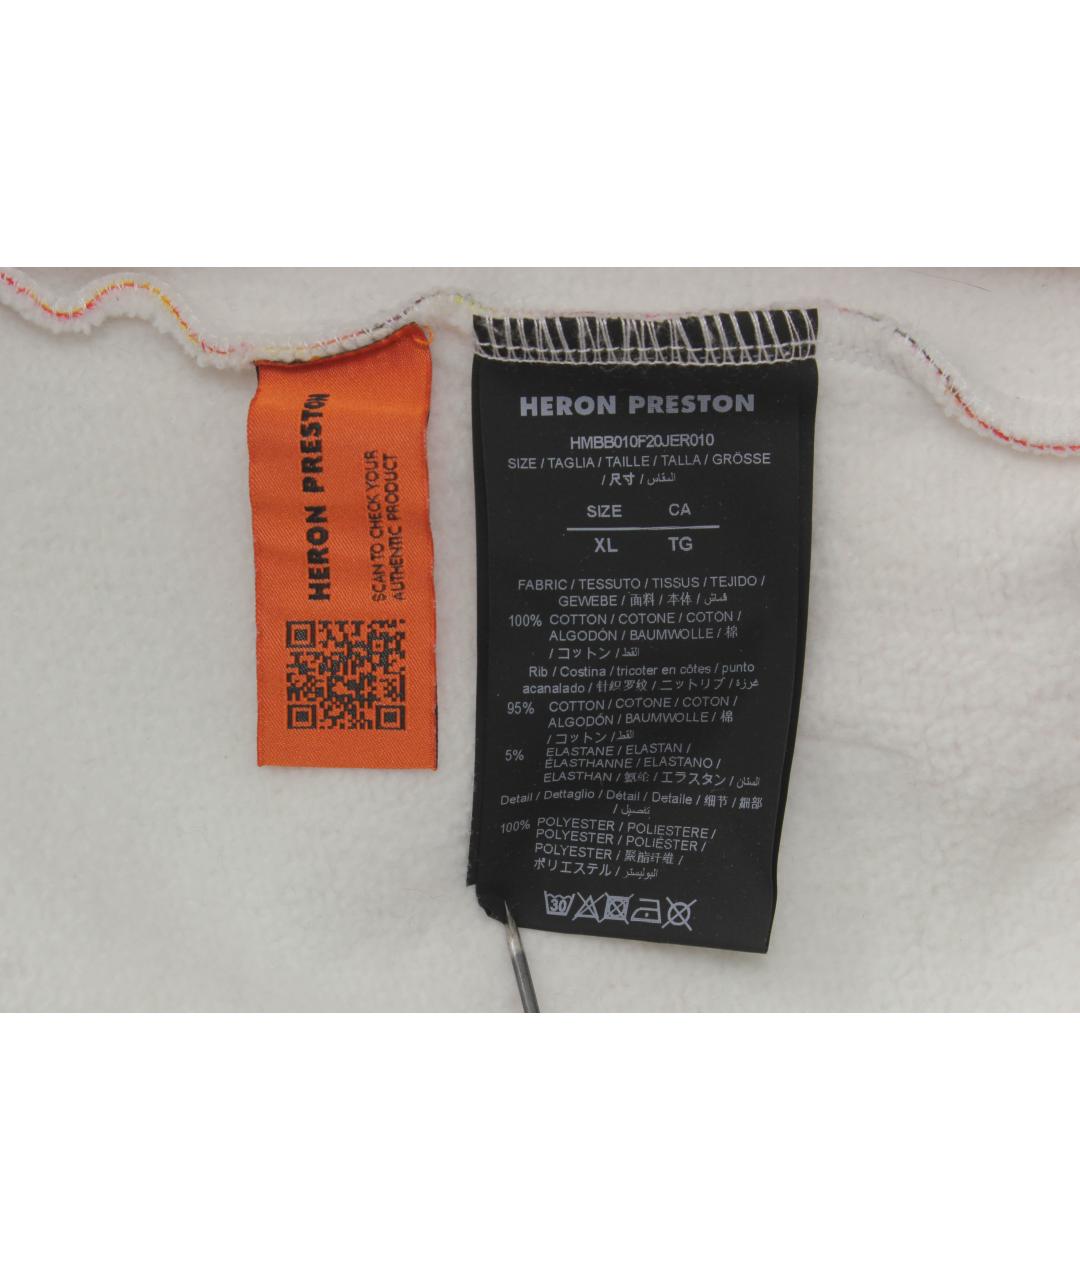 HERON PRESTON
SCAN TO CHECK YOUR
AUTHENTIC PRODUCT
HERON PRESTON
HMBB010F20JER010
SIZE / TAGLIA / TAILLE / TALLA / GRÖSSE
/ 尺寸 / المقاس
SIZE CA
XL TG
FABRIC / TESSUTO / TISSUS / TEJIDO /
GEWEBE / 面料 / 本体 / قماش
100% COTTON / COTONE / COTON /
ALGODÓN / BAUMWOLLE / 棉
/ コットン / القط
Rib / Costina / tricoter en côtes / punto
acanalado / 针织罗纹 / ニットリブ / غرزة
95% COTTON / COTONE / COTON /
ALGODÓN / BAUMWOLLE / 棉
/ コットン / القط
5% ELASTANE / ELASTAN /
ÉLASTHANNE / ELASTANO /
ELASTHAN / 氨纶 / エラスタン /
Detail / Dettaglio / Détail / Detalle / 细节 / 細部
/ تفصيل
100% POLYESTER / POLIESTERE /
POLYESTER / POLIÉSTER /
POLYESTER / 聚酯纤维 /
ポリエステル / البوليستر
30